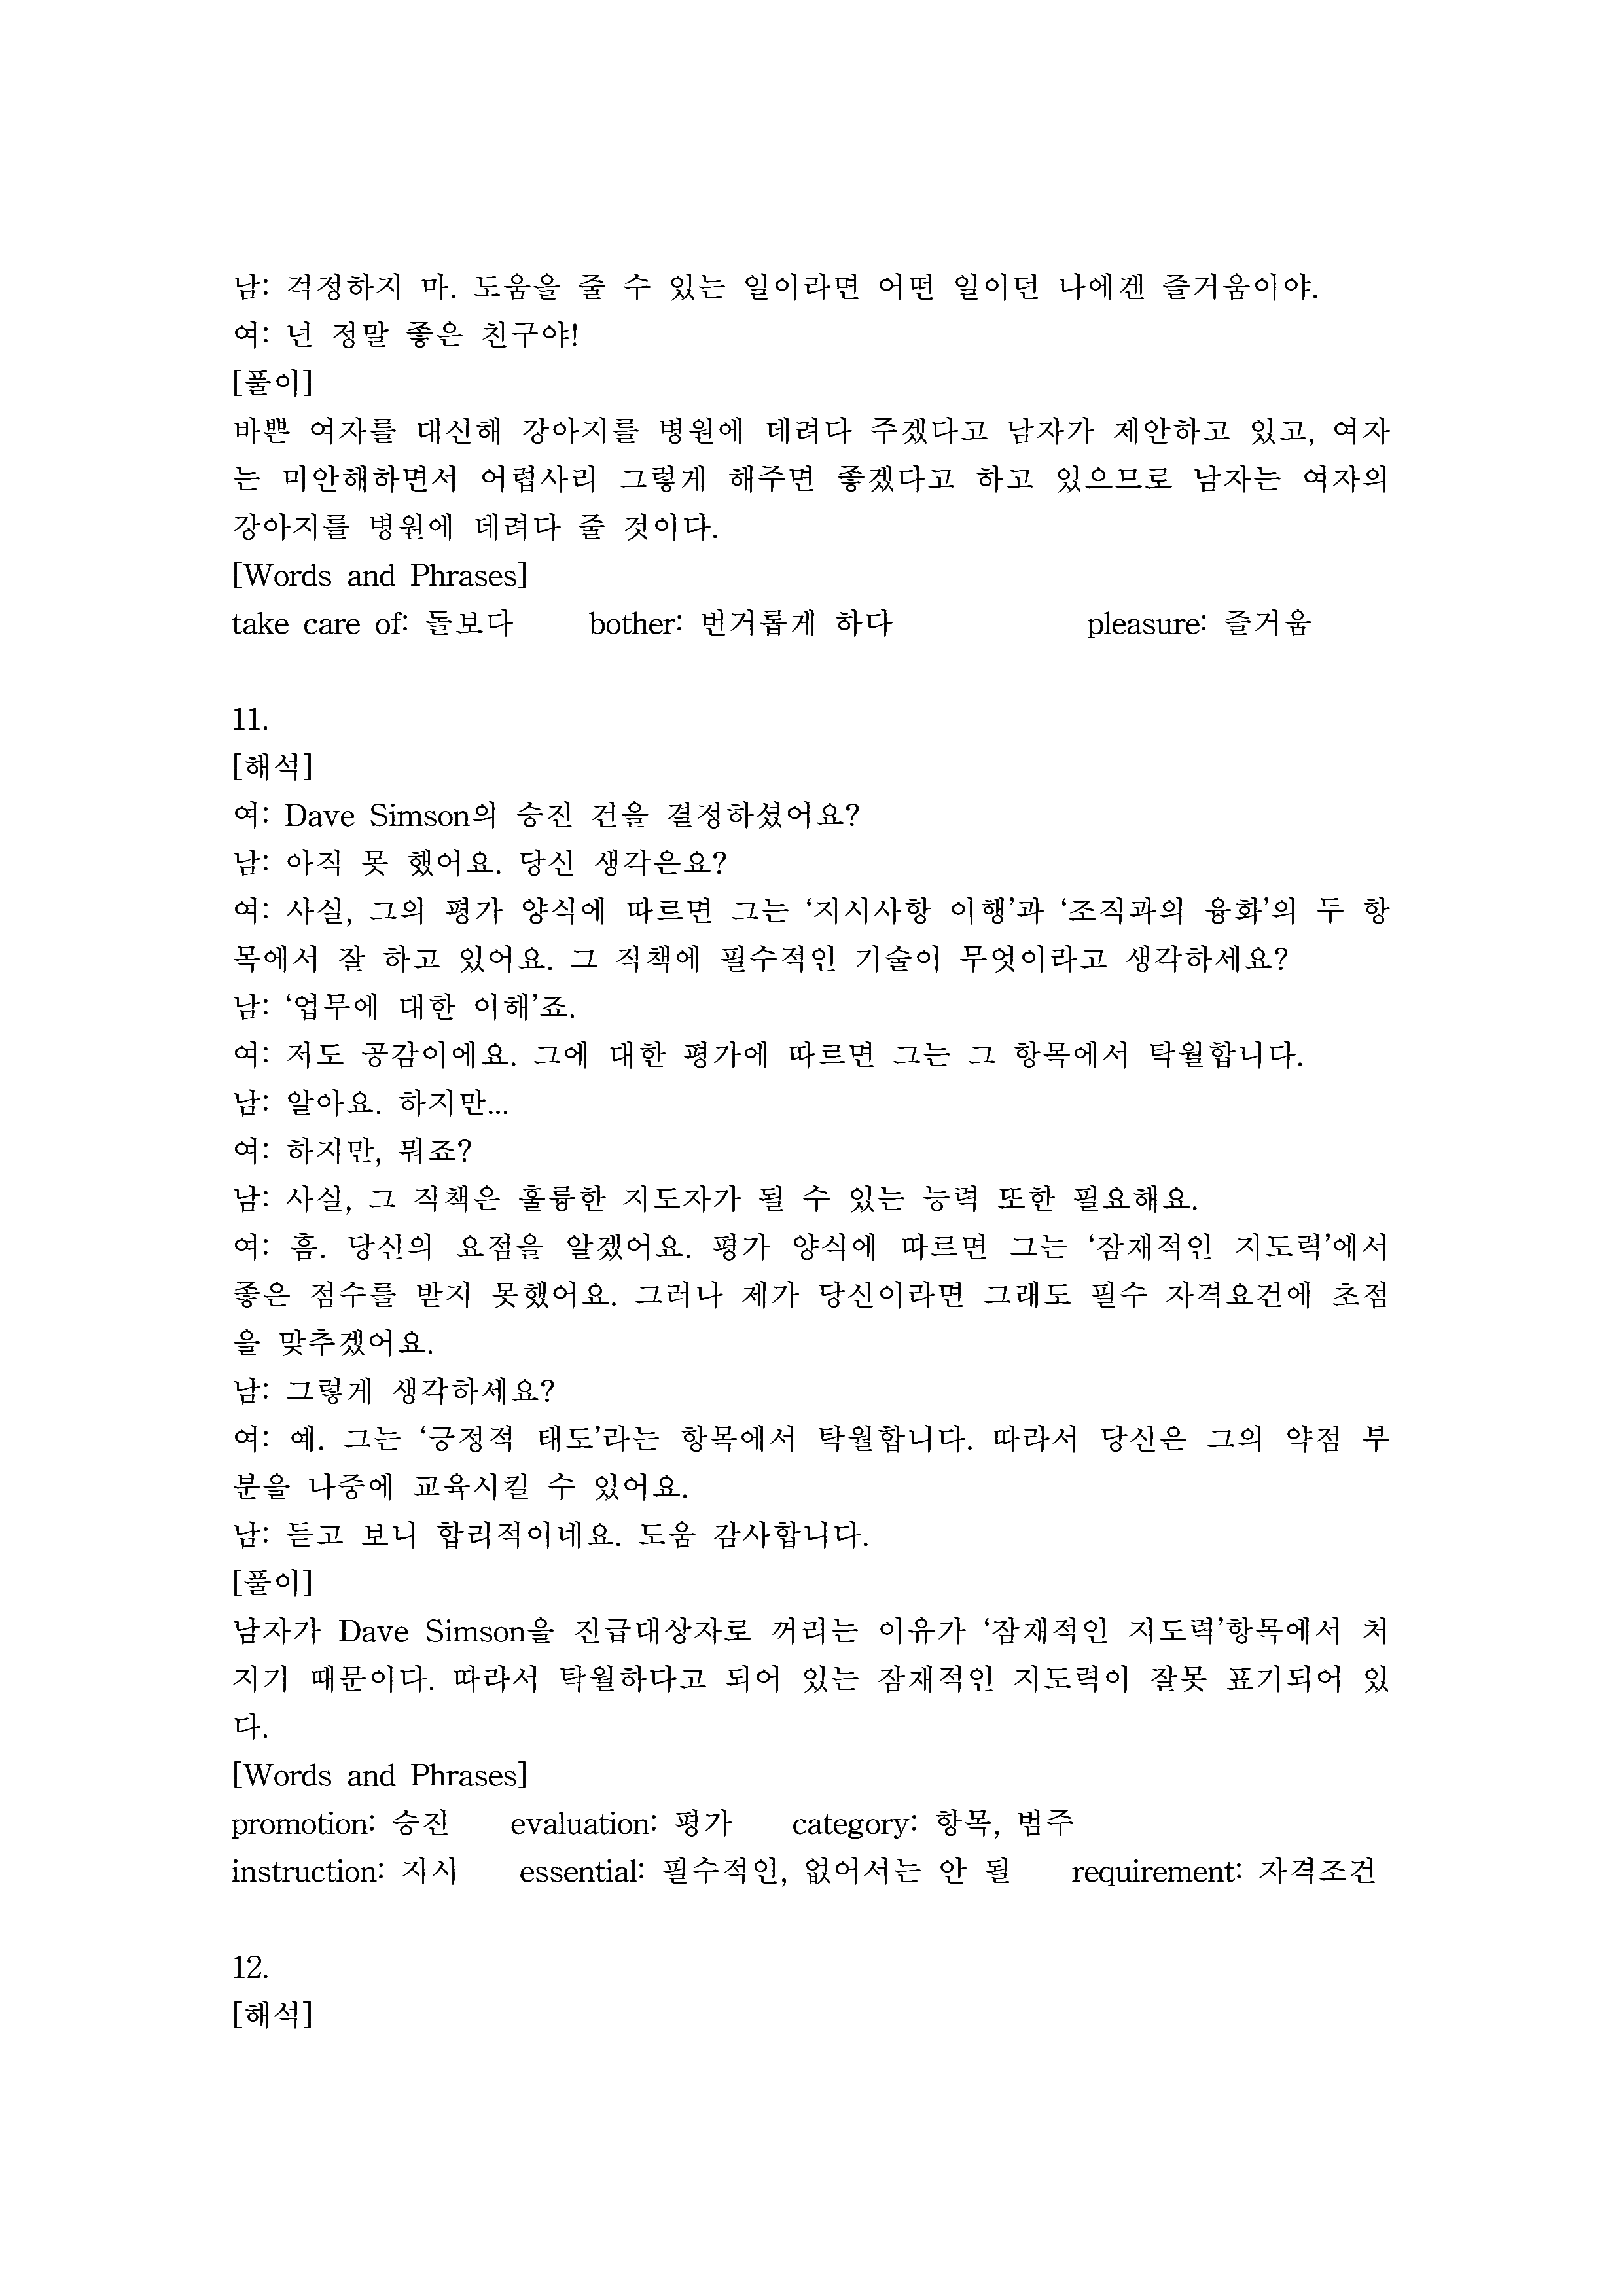 남: 걱정하지 마. 도움을 줄 수 있는 일이라면 어떤 일이던 나에겐 즐거움이야.
여: 넌 정말 좋은 친구야!
[풀이]
바쁜 여자를 대신해 강아지를 병원에 데려다 주겠다고 남자가 제안하고 있고, 여자
는 미안해하면서 어렵사리 그렇게 해주면 좋겠다고 하고 있으므로 남자는 여자의
강아지를 병원에 데려다 줄 것이다.
[Words and Phrases]
take care of: 돌보다 bother: 번거롭게 하다 pleasure: 즐거움
11.
[해석]
여: Dave Simson의 승진 건을 결정하셨어요?
남: 아직 못 했어요. 당신 생각은요?
여: 사실, 그의 평가 양식에 따르면 그는 ‘지시사항 이행’과 ‘조직과의 융화’의 두 항
목에서 잘 하고 있어요. 그 직책에 필수적인 기술이 무엇이라고 생각하세요?
남: ‘업무에 대한 이해’죠.
여: 저도 공감이에요. 그에 대한 평가에 따르면 그는 그 항목에서 탁월합니다.
남: 알아요. 하지만...
여: 하지만, 뭐죠?
남: 사실, 그 직책은 훌륭한 지도자가 될 수 있는 능력 또한 필요해요.
여: 흠. 당신의 요점을 알겠어요. 평가 양식에 따르면 그는 ‘잠재적인 지도력’에서
좋은 점수를 받지 못했어요. 그러나 제가 당신이라면 그래도 필수 자격요건에 초점
을 맞추겠어요.
남: 그렇게 생각하세요?
여: 예. 그는 ‘긍정적 태도’라는 항목에서 탁월합니다. 따라서 당신은 그의 약점 부
분을 나중에 교육시킬 수 있어요.
남: 듣고 보니 합리적이네요. 도움 감사합니다.
[풀이]
남자가 Dave Simson을 진급대상자로 꺼리는 이유가 ‘잠재적인 지도력’항목에서 처
지기 때문이다. 따라서 탁월하다고 되어 있는 잠재적인 지도력이 잘못 표기되어 있
다.
[Words and Phrases]
promotion: 승진 evaluation: 평가 category: 항목, 범주
instruction: 지시 essential: 필수적인, 없어서는 안 될 requirement: 자격조건
12.
[해석]